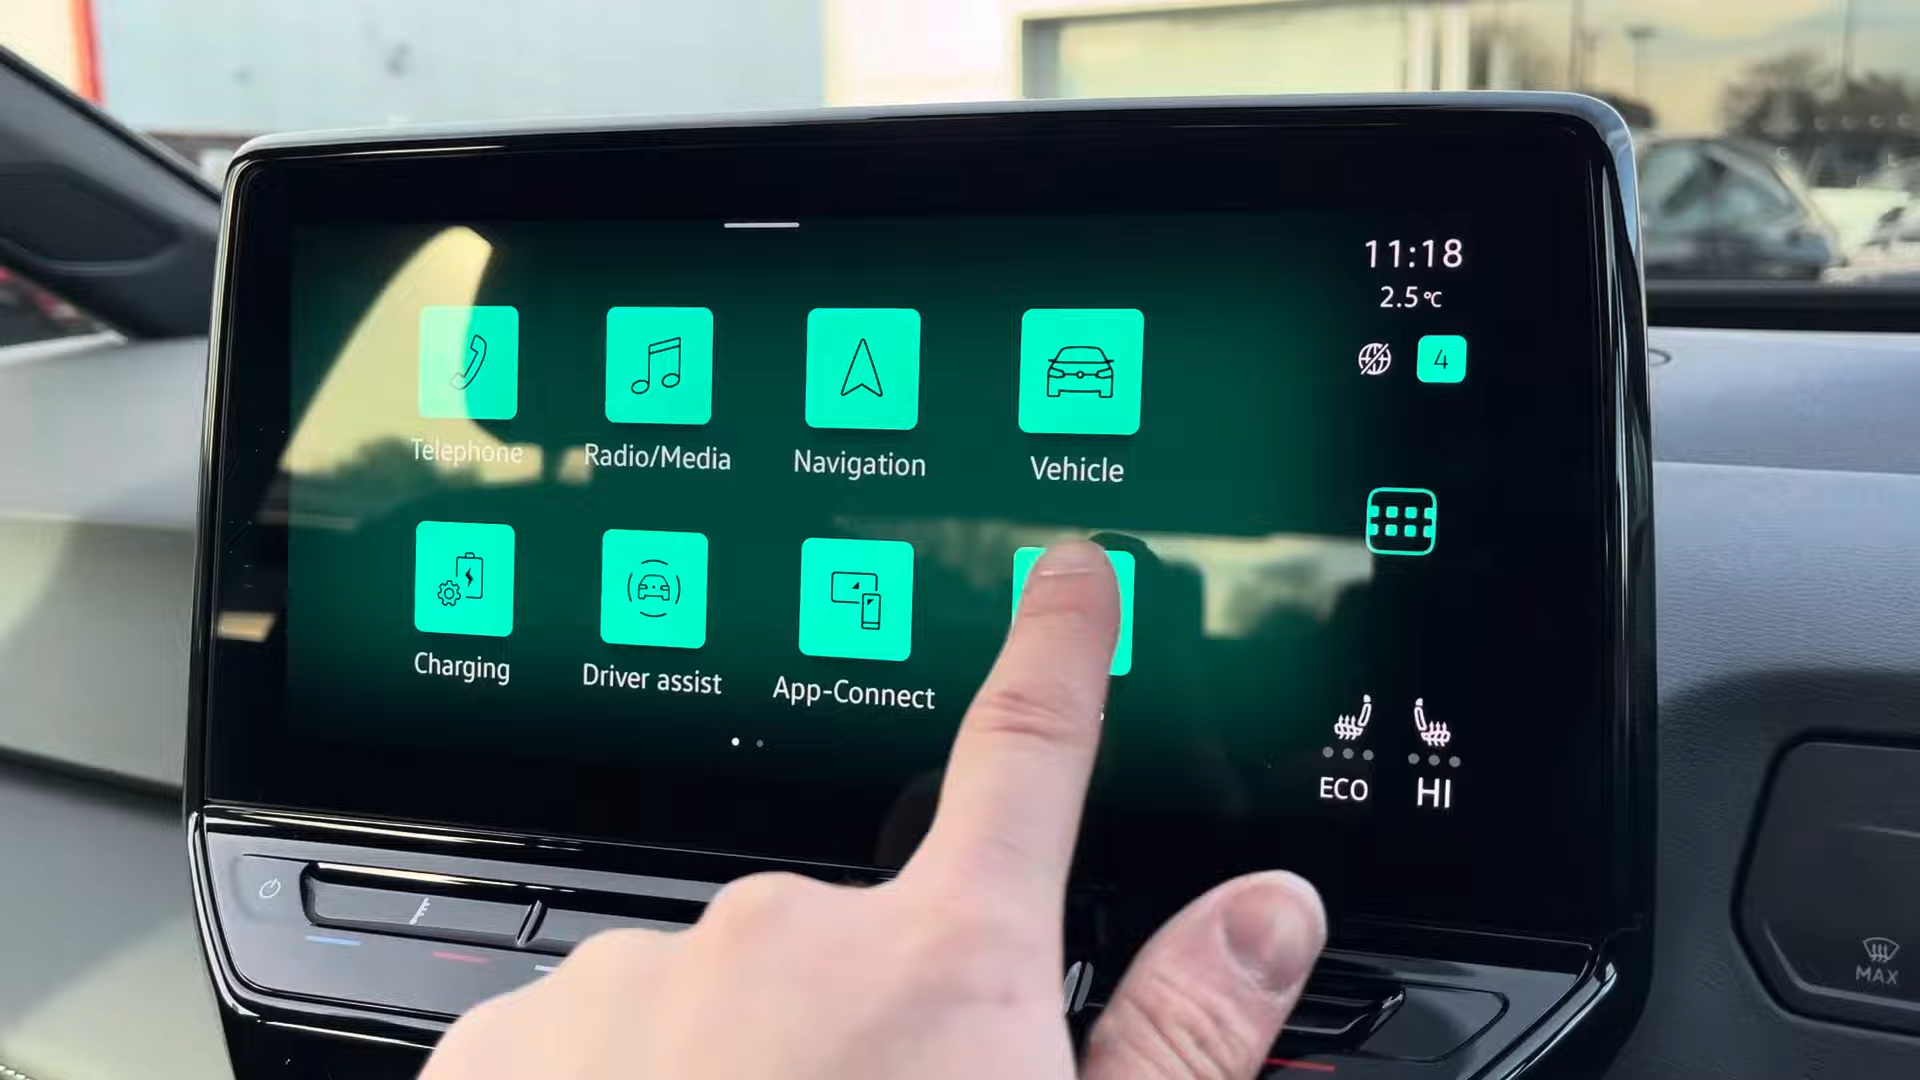 11:18
2.5°C
4
Telephone
Radio/Media
Navigation
Vehicle
Charging
Driver assist
App-Connect
ECO
HI
MAX